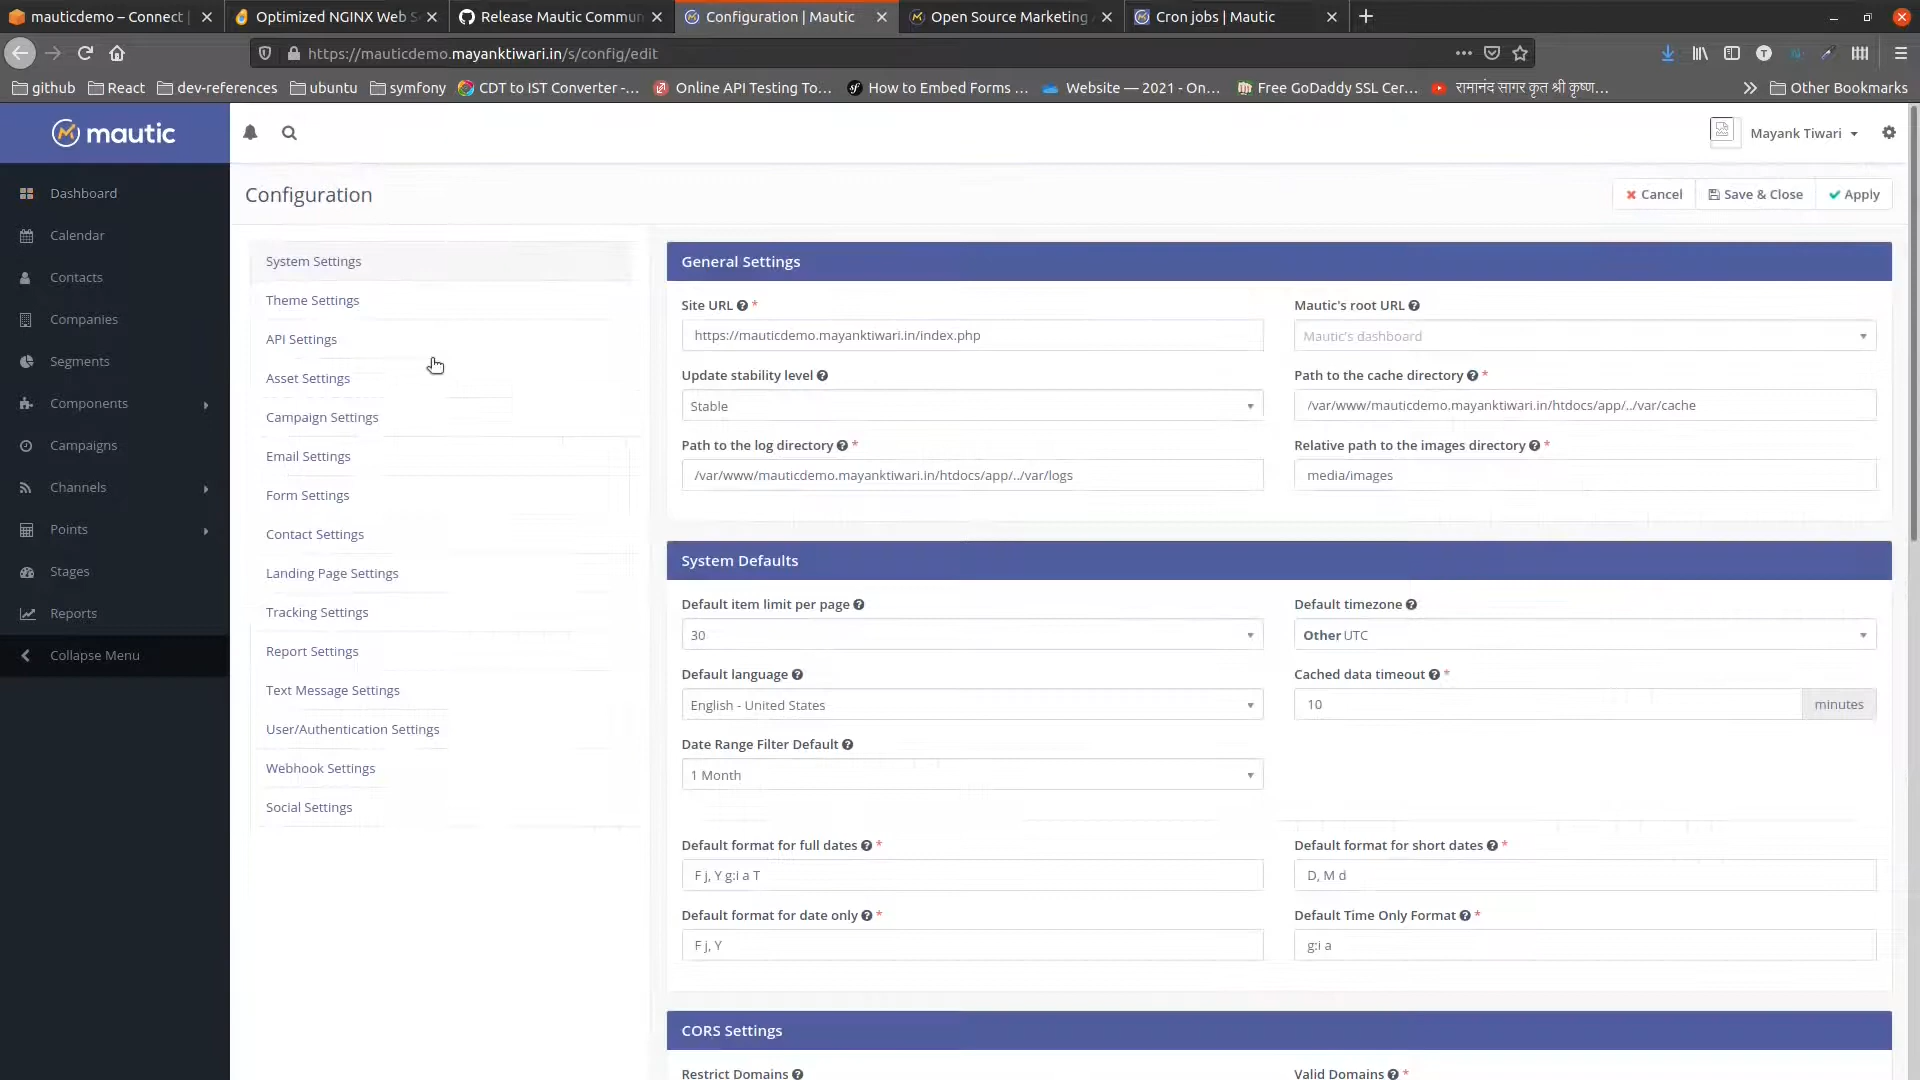 mauticdemo – Connect
Optimized NGINX Web S
Release Mautic Commun
Configuration | Mautic
Open Source Marketing
Cron jobs | Mautic
https://mauticdemo.mayanktiwari.in/s/config/edit
github
React
dev-references
ubuntu
symfony
CDT to IST Converter -...
Online API Testing To...
How to Embed Forms ...
Website — 2021 - On...
Free GoDaddy SSL Cer...
रामानंद सागर कृत श्री कृष्ण...
Other Bookmarks
mautic
Mayank Tiwari
Dashboard
Calendar
Contacts
Companies
Segments
Components
Campaigns
Channels
Points
Stages
Reports
Collapse Menu
Configuration
Cancel
Save & Close
Apply
System Settings
Theme Settings
API Settings
Asset Settings
Campaign Settings
Email Settings
Form Settings
Contact Settings
Landing Page Settings
Tracking Settings
Report Settings
Text Message Settings
User/Authentication Settings
Webhook Settings
Social Settings
General Settings
Site URL *
https://mauticdemo.mayanktiwari.in/index.php
Mautic's root URL
Mautic's dashboard
Update stability level
Stable
Path to the cache directory *
/var/www/mauticdemo.mayanktiwari.in/htdocs/app/../var/cache
Path to the log directory *
/var/www/mauticdemo.mayanktiwari.in/htdocs/app/../var/logs
Relative path to the images directory *
media/images
System Defaults
Default item limit per page
30
Default timezone
Other UTC
Default language
English - United States
Cached data timeout *
10
minutes
Date Range Filter Default
1 Month
Default format for full dates *
F j, Y g:i a T
Default format for short dates *
D, M d
Default format for date only *
F j, Y
Default Time Only Format *
g:i a
CORS Settings
Restrict Domains
Valid Domains *